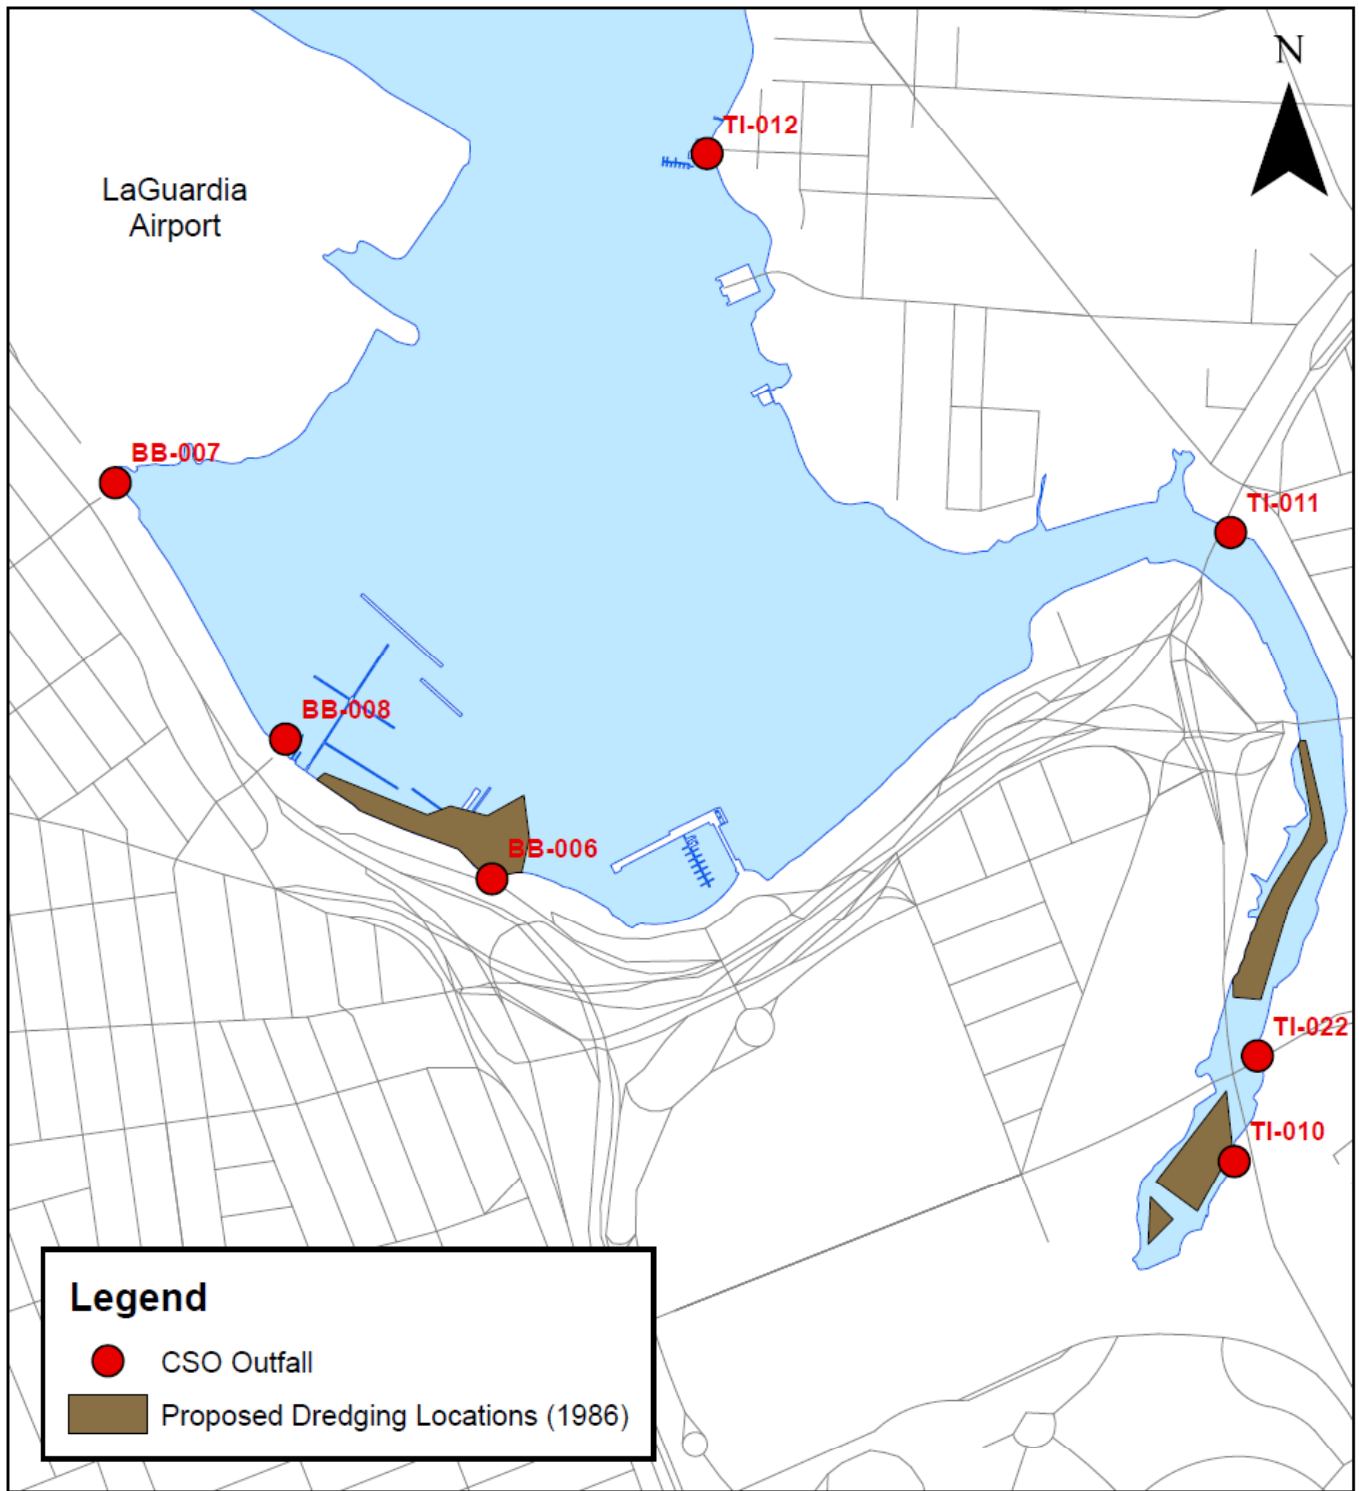 N
TI-012
LaGuardia
Airport
BB-007
TI-011
BB-008
BB-006
TI-022
TI-010
Legend
CSO Outfall
Proposed Dredging Locations (1986)